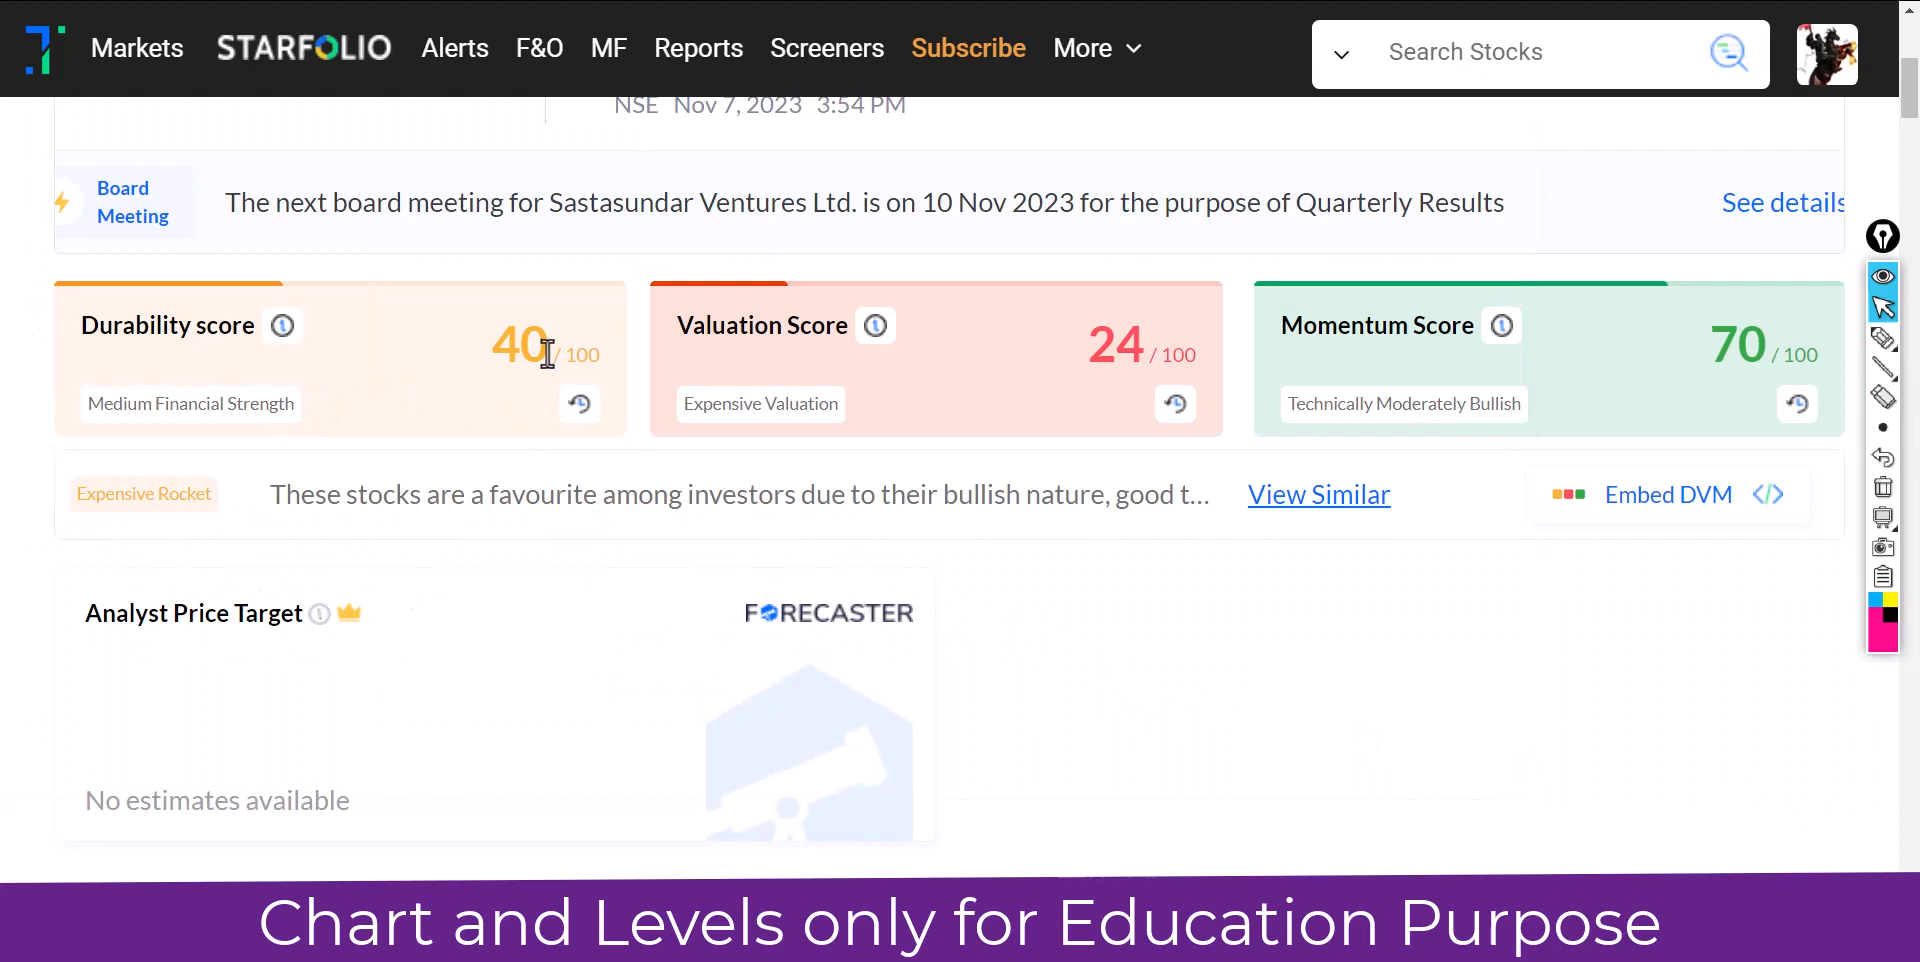 Markets STARFOLIO Alerts F&O MF Reports Screeners Subscribe More Search Stocks
NSE Nov 7, 2023 3:54 PM
Board
Meeting
The next board meeting for Sastasundar Ventures Ltd. is on 10 Nov 2023 for the purpose of Quarterly Results
See details
Durability score
40 / 100
Medium Financial Strength
Valuation Score
24 / 100
Expensive Valuation
Momentum Score
70 / 100
Technically Moderately Bullish
Expensive Rocket
These stocks are a favourite among investors due to their bullish nature, good t...
View Similar
Embed DVM
Analyst Price Target
FORECASTER
No estimates available
Chart and Levels only for Education Purpose